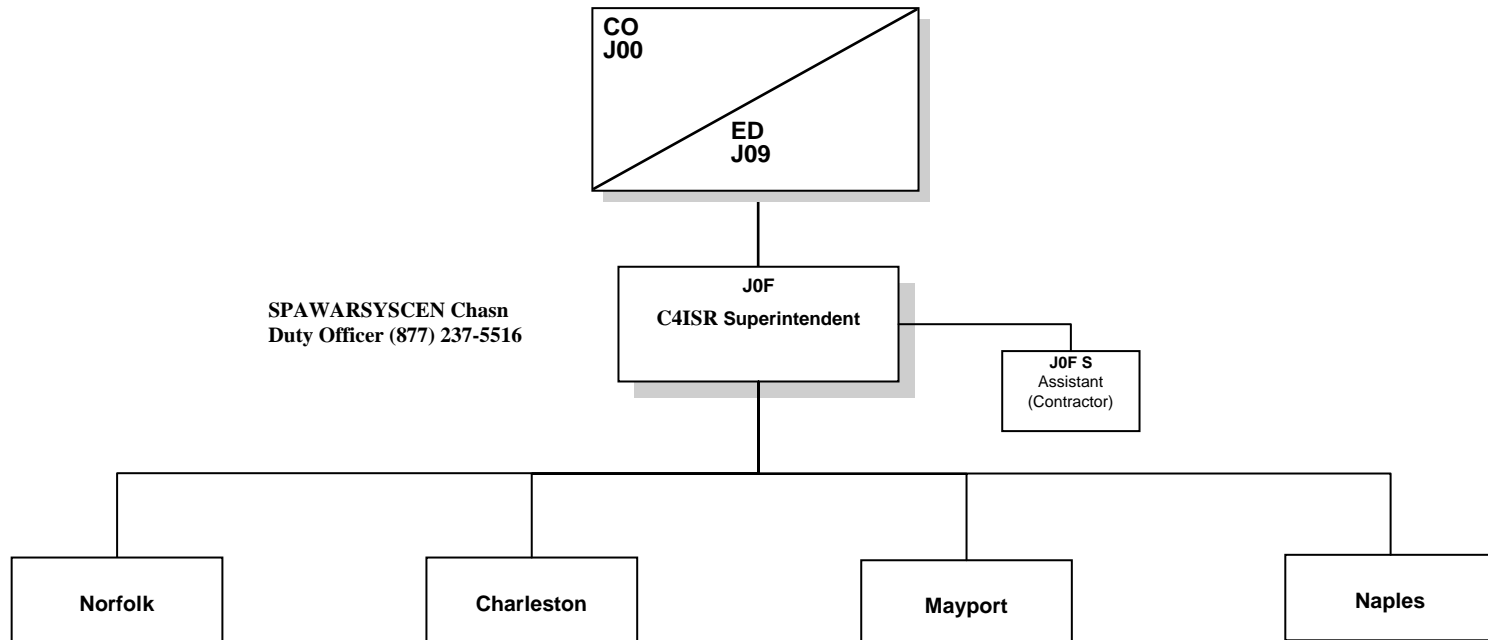 CO
J00
ED
J09
J0F
C4ISR Superintendent
SPAWARSYSCEN Chasn
Duty Officer (877) 237-5516
J0F S
Assistant
(Contractor)
Norfolk
Charleston
Mayport
Naples